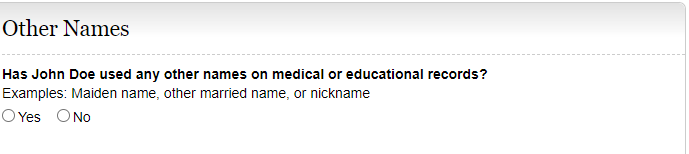 Other Names
Has John Doe used any other names on medical or educational records?
Examples: Maiden name, other married name, or nickname
Yes No